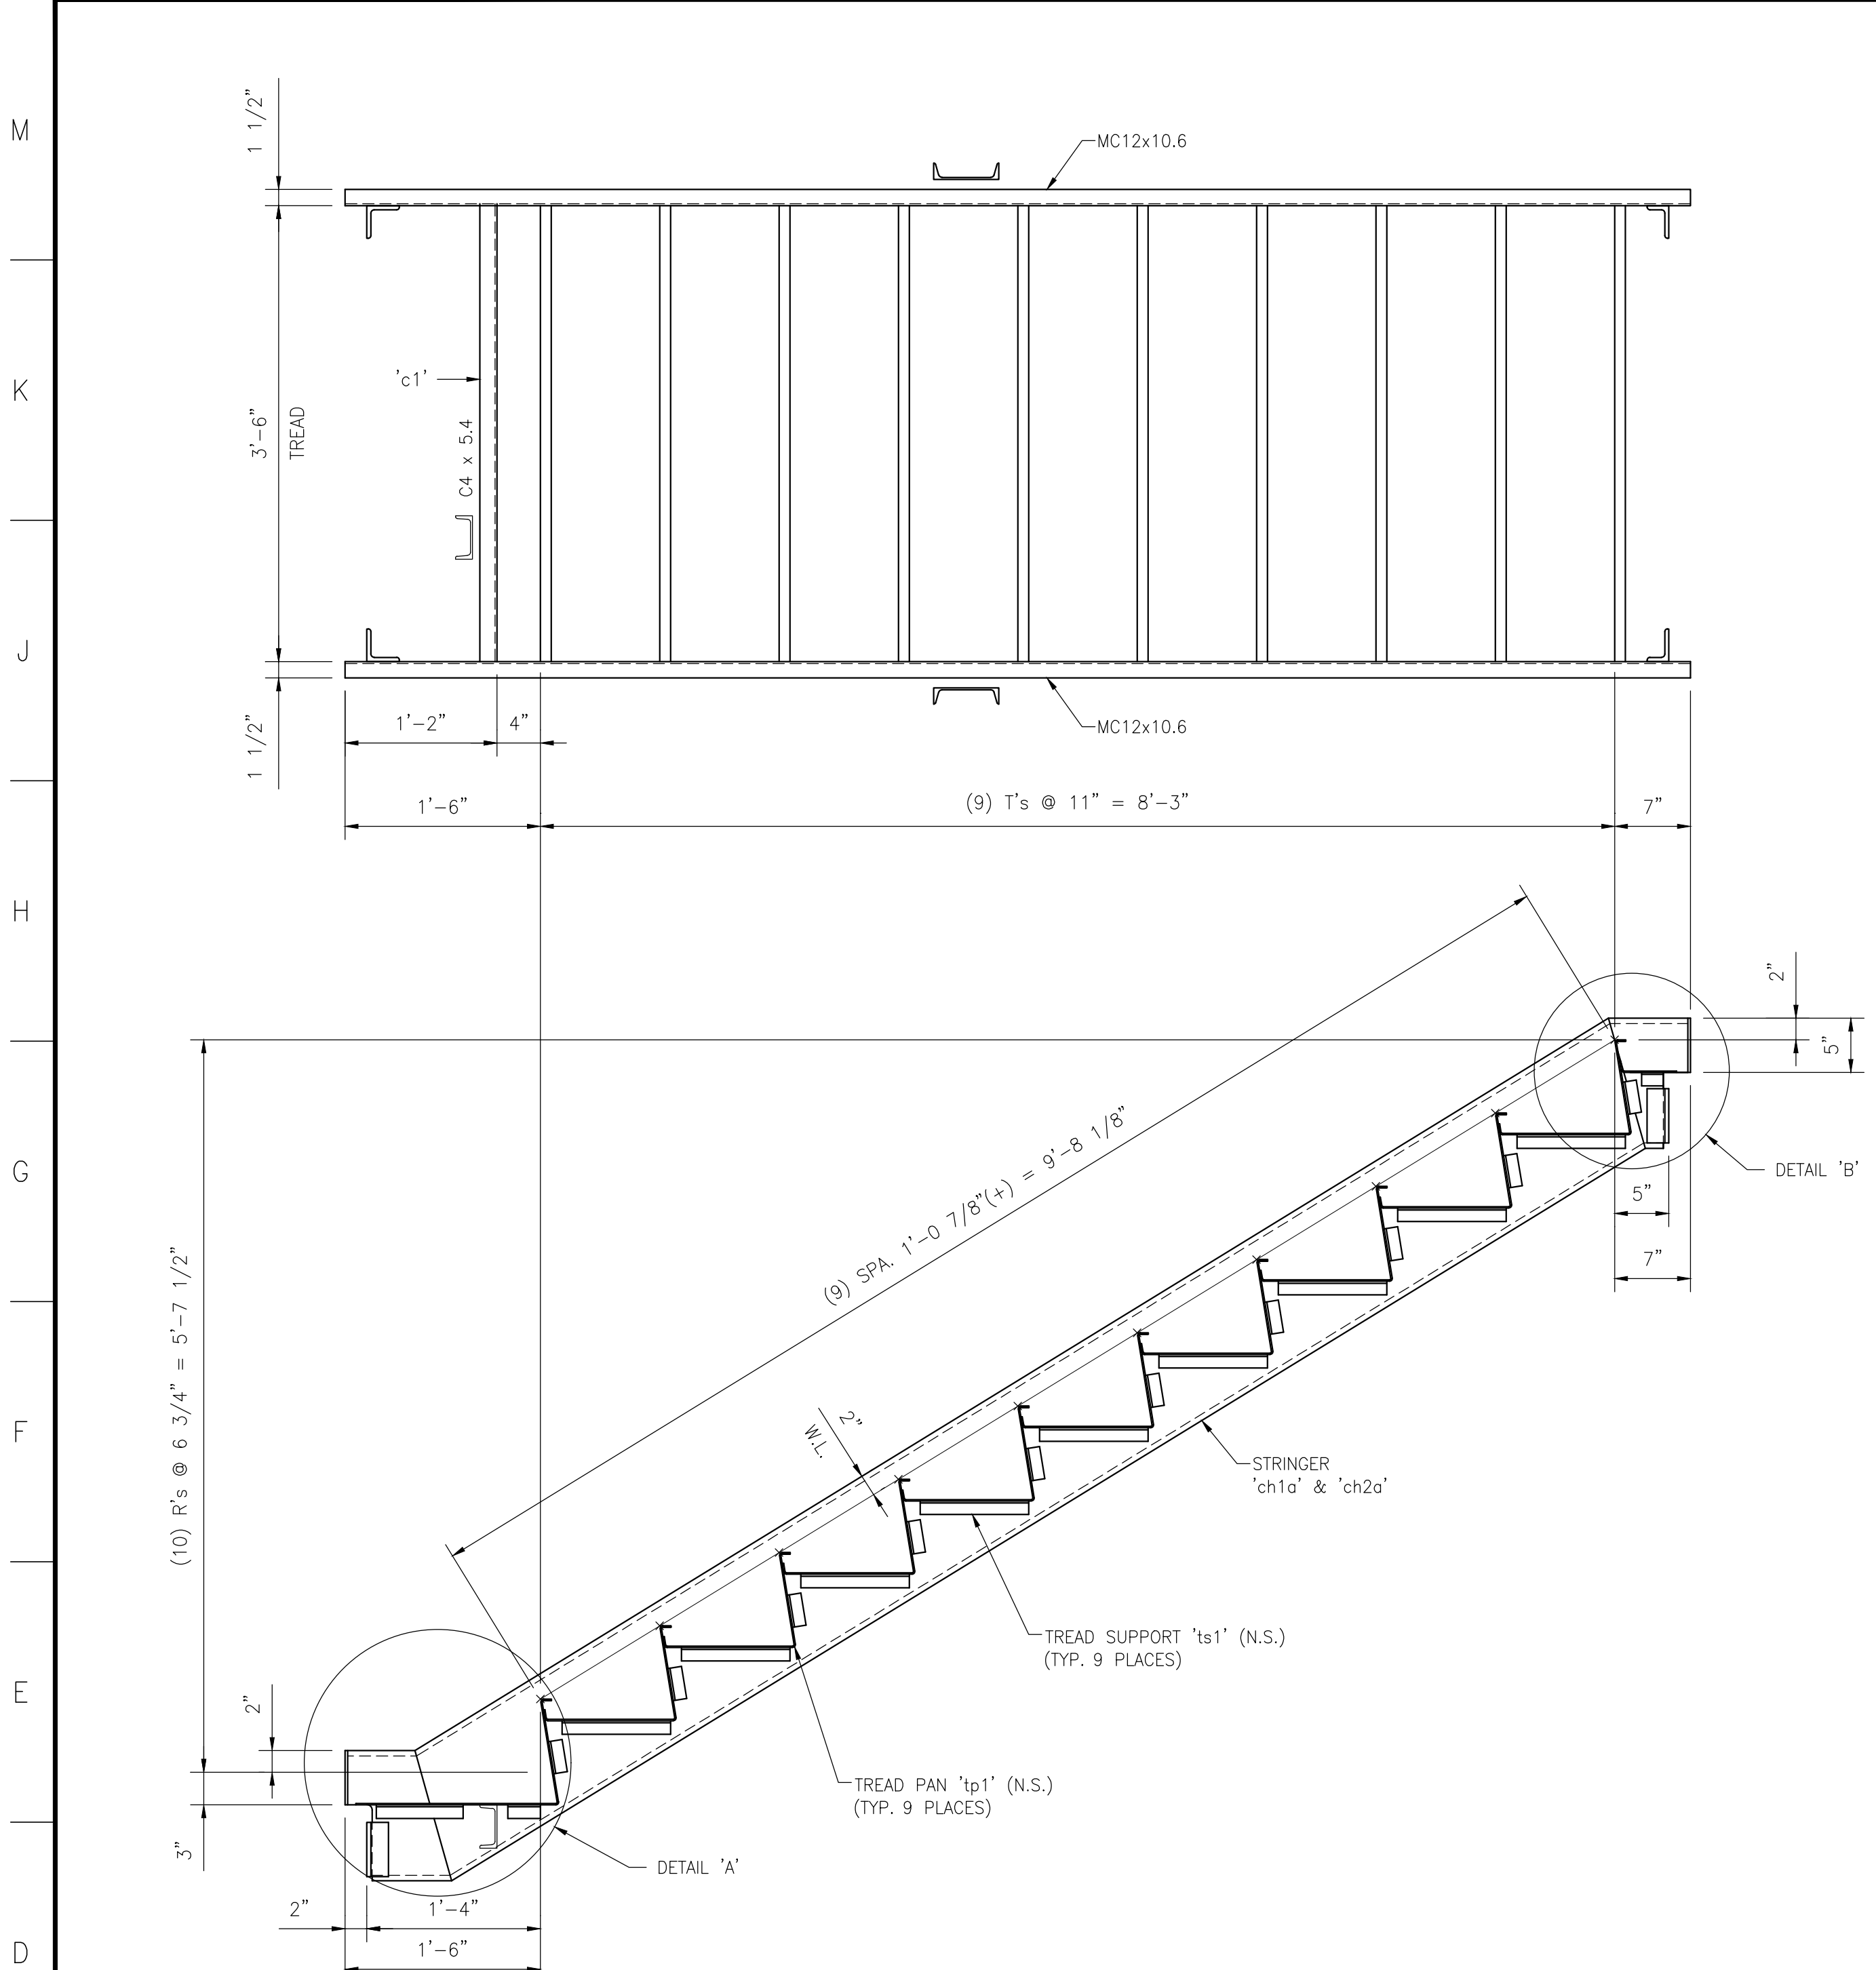 M
K
J
H
G
F
E
D
1 1/2"
3'-6"
TREAD
1 1/2"
MC12x10.6
'c1'
C4 x 5.4
MC12x10.6
1'-2"
4"
1'-6"
(9) T's @ 11" = 8'-3"
7"
2"
5"
DETAIL 'B'
5"
7"
(9) SPA. 1'-0 7/8"(+) = 9'-8 1/8"
(10) R's @ 6 3/4" = 5'-7 1/2"
2"
W.L.
STRINGER
'ch1a' & 'ch2a'
TREAD SUPPORT 'ts1' (N.S.)
(TYP. 9 PLACES)
TREAD PAN 'tp1' (N.S.)
(TYP. 9 PLACES)
2"
3"
DETAIL 'A'
2"
1'-4"
1'-6"